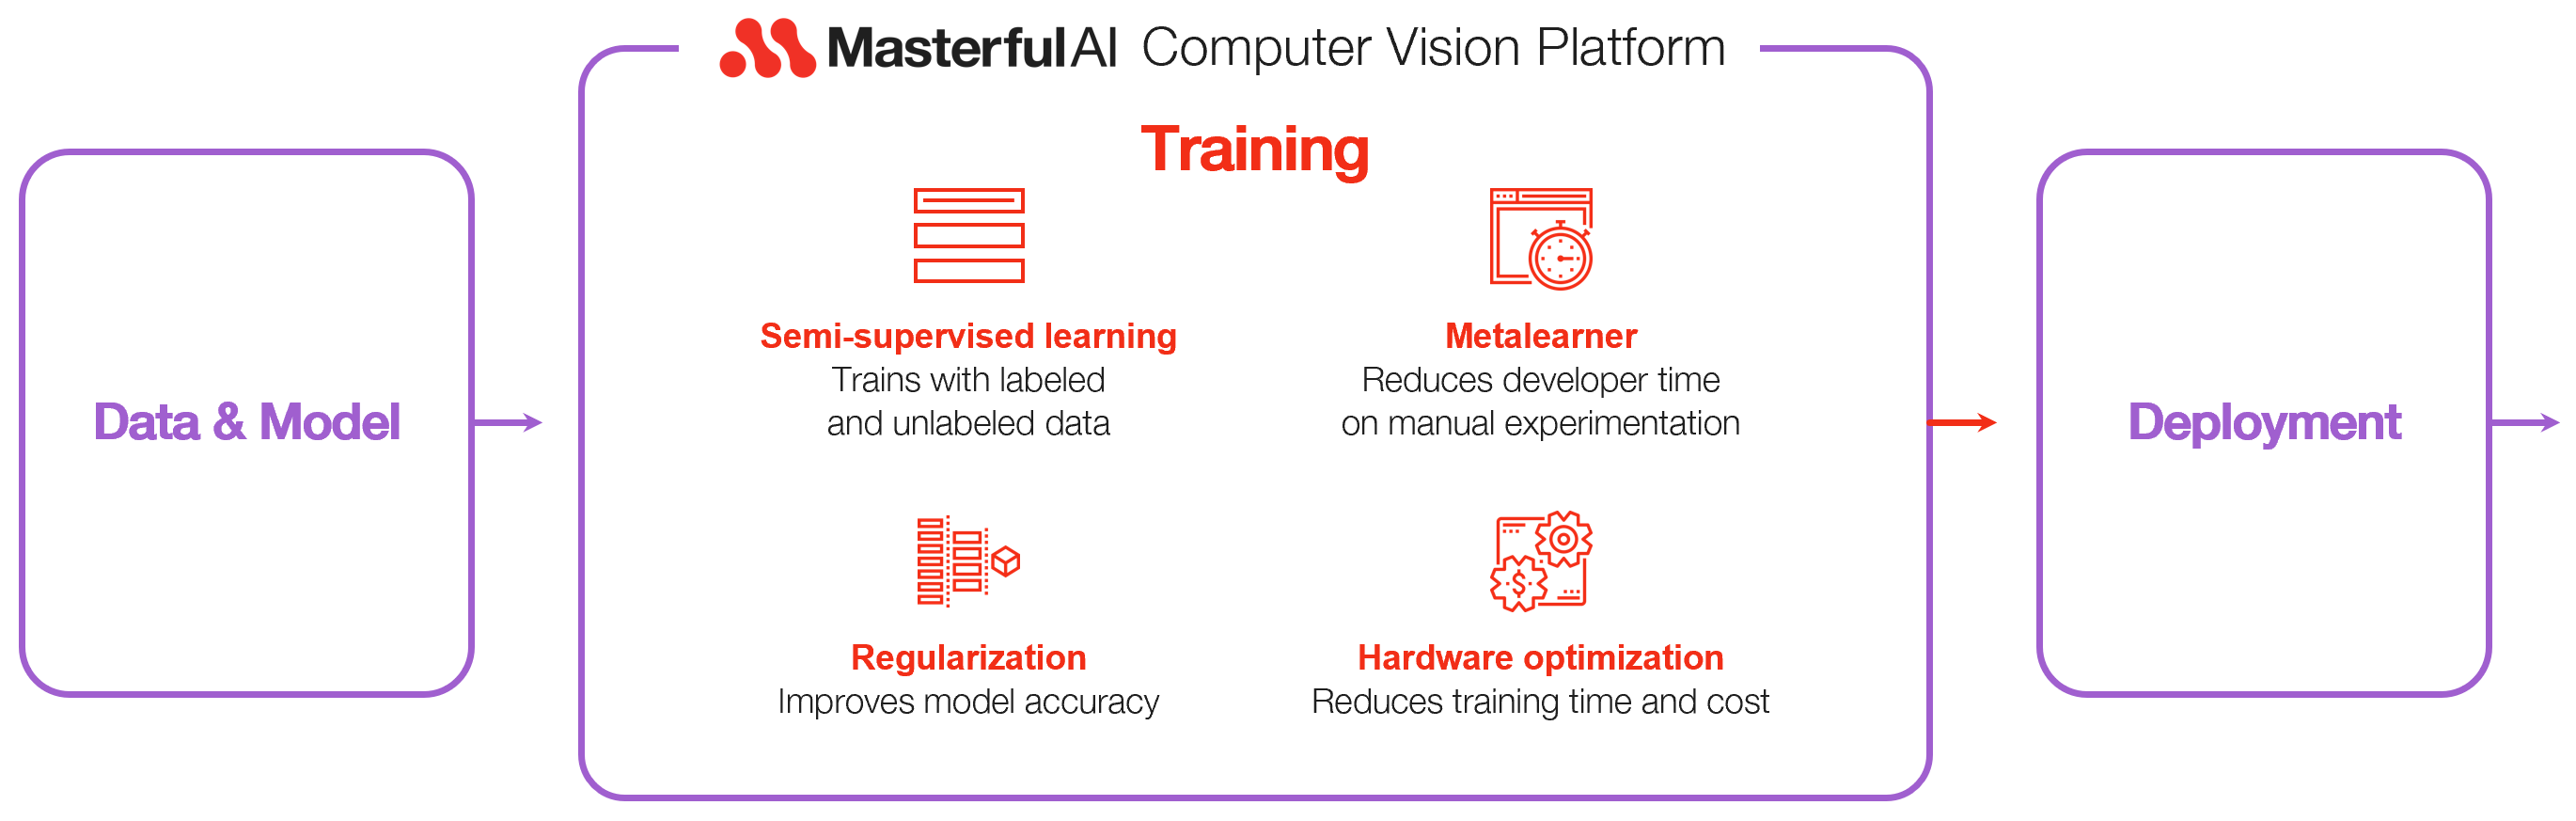 MasterfulAI Computer Vision Platform
Training
Data & Model
Semi-supervised learning
Trains with labeled
and unlabeled data
Metalearner
Reduces developer time
on manual experimentation
Regularization
Improves model accuracy
Hardware optimization
Reduces training time and cost
$
Deployment